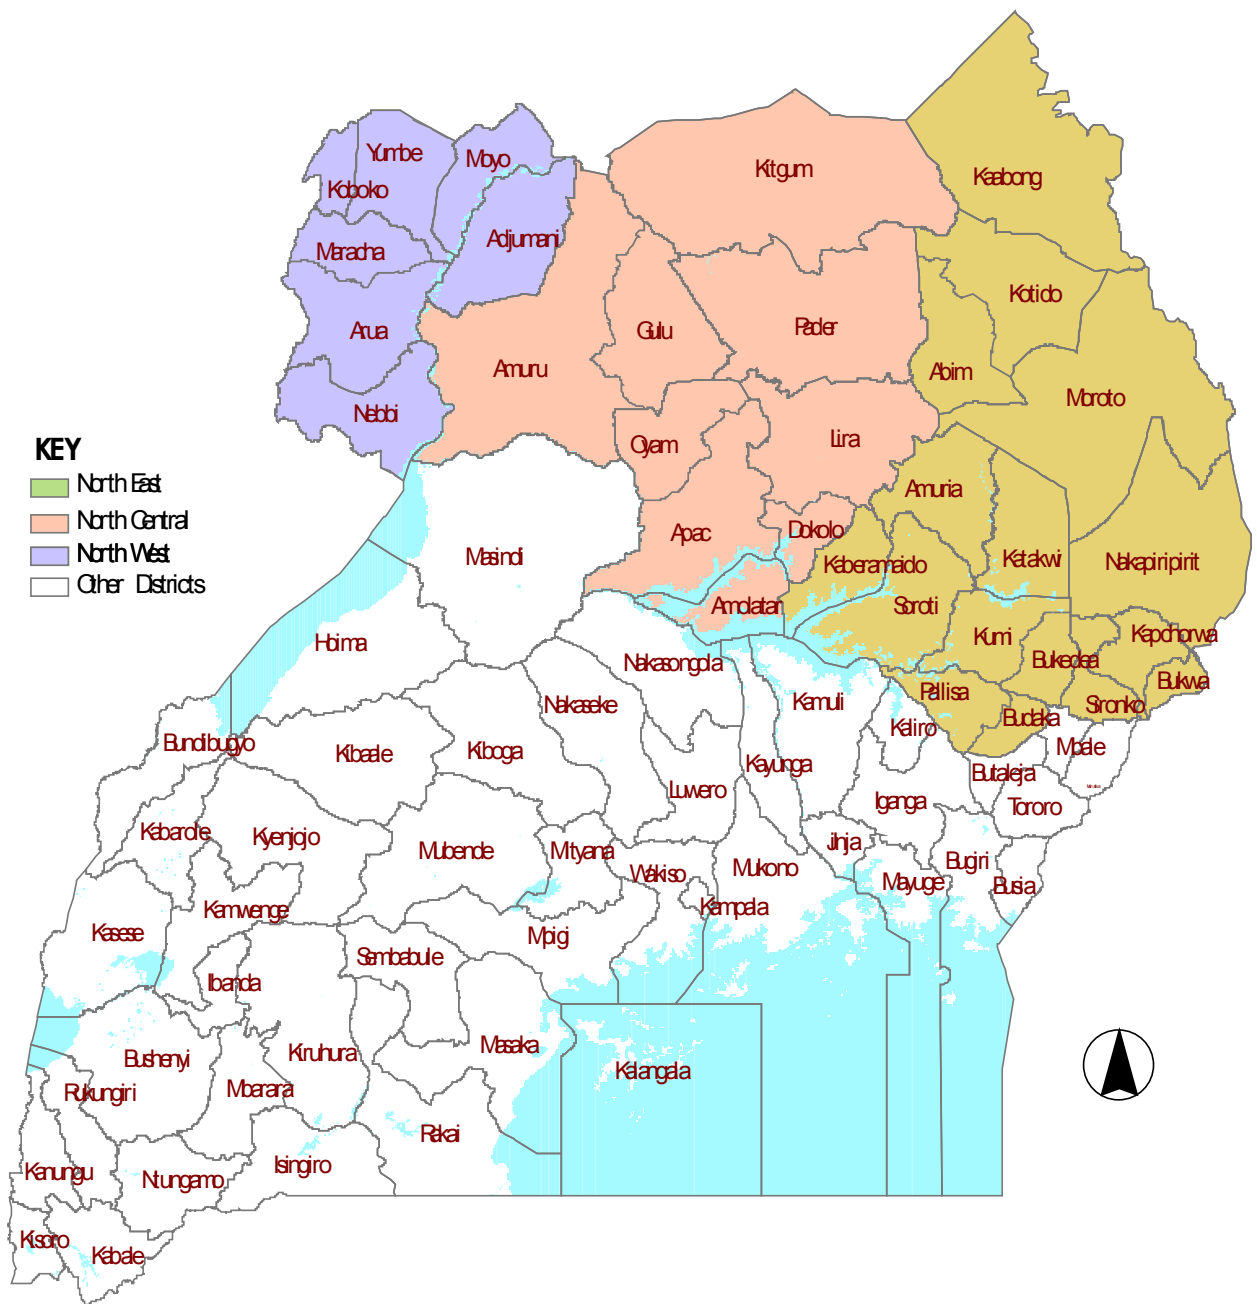 Yumbe
Moyo
Koboko
Kitgum
Kaabong
Adjumani
Maracha
Kotido
Arua
Gulu
Pader
Amuru
Abim
Moroto
Nebbi
Oyam
Lira
KEY
North East
North Central
North West
Other Districts
Amuria
Apac
Dokolo
Masindi
Kaberamaido
Katakwi
Nakapiripirit
Amolatar
Soroti
Kumi
Kapchorwa
Hoima
Nakasongola
Bukedea
Bukwa
Pallisa
Kamuli
Nakaseke
Sironko
Budaka
Kaliro
Bundibugyo
Kibaale
Kiboga
Mbale
Kayunga
Butaleja
Luwero
Iganga
Tororo
Kabarole
Kyenjojo
Mubende
Mityana
Jinja
Wakiso
Mukono
Bugiri
Mayuge
Busia
Kamwenge
Kampala
Kasese
Mpigi
Sembabule
Ibanda
Bushenyi
Kiruhura
Masaka
Kalangala
Rukungiri
Mbarara
Rakai
Isingiro
Kanungu
Ntungamo
Kisoro
Kabale